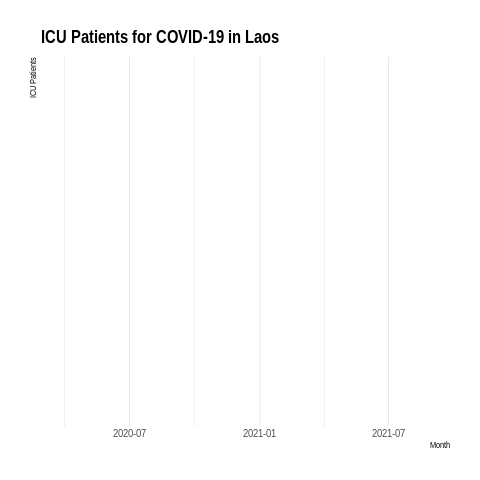 ICU Patients for COVID-19 in Laos
ICU Patients
2020-07
2021-01
2021-07
Month